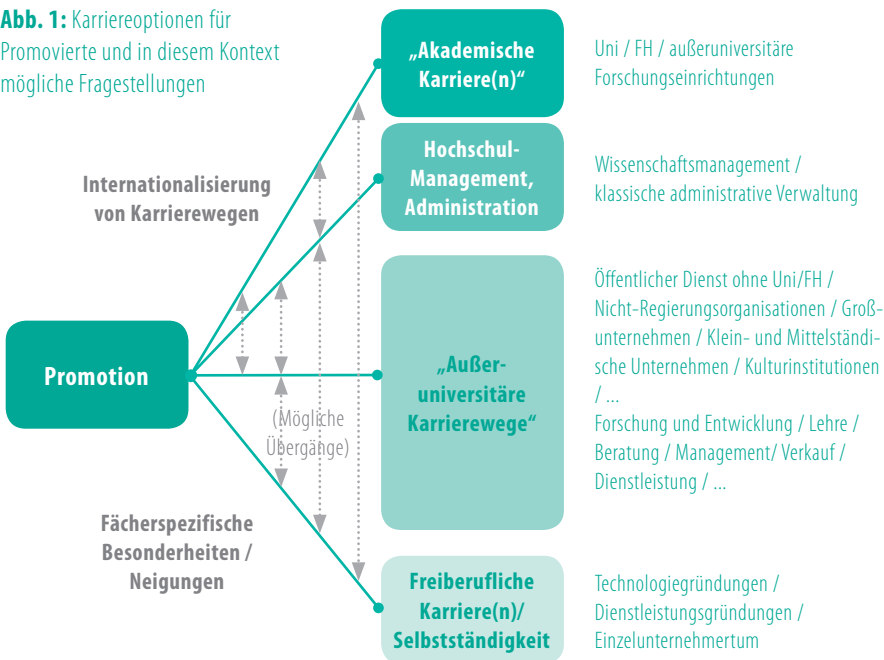 Abb. 1: Karriereoptionen für
Promovierte und in diesem Kontext
mögliche Fragestellungen
„Akademische
Karriere(n)“
Uni / FH / außeruniversitäre
Forschungseinrichtungen
Internationalisierung
von Karrierewegen
Hochschul-
Management,
Administration
Wissenschaftsmanagement /
klassische administrative Verwaltung
Promotion
„Außer-
universitäre
Karrierewege“
Öffentlicher Dienst ohne Uni/FH /
Nicht-Regierungsorganisationen / Groß-
unternehmen / Klein- und Mittelständi-
sche Unternehmen / Kulturinstitutionen
/ ...
Forschung und Entwicklung / Lehre /
Beratung / Management/ Verkauf /
Dienstleistung / ...
(Mögliche
Übergänge)
Fächerspezifische
Besonderheiten /
Neigungen
Freiberufliche
Karriere(n)/
Selbstständigkeit
Technologiegründungen /
Dienstleistungsgründungen /
Einzelunternehmertum